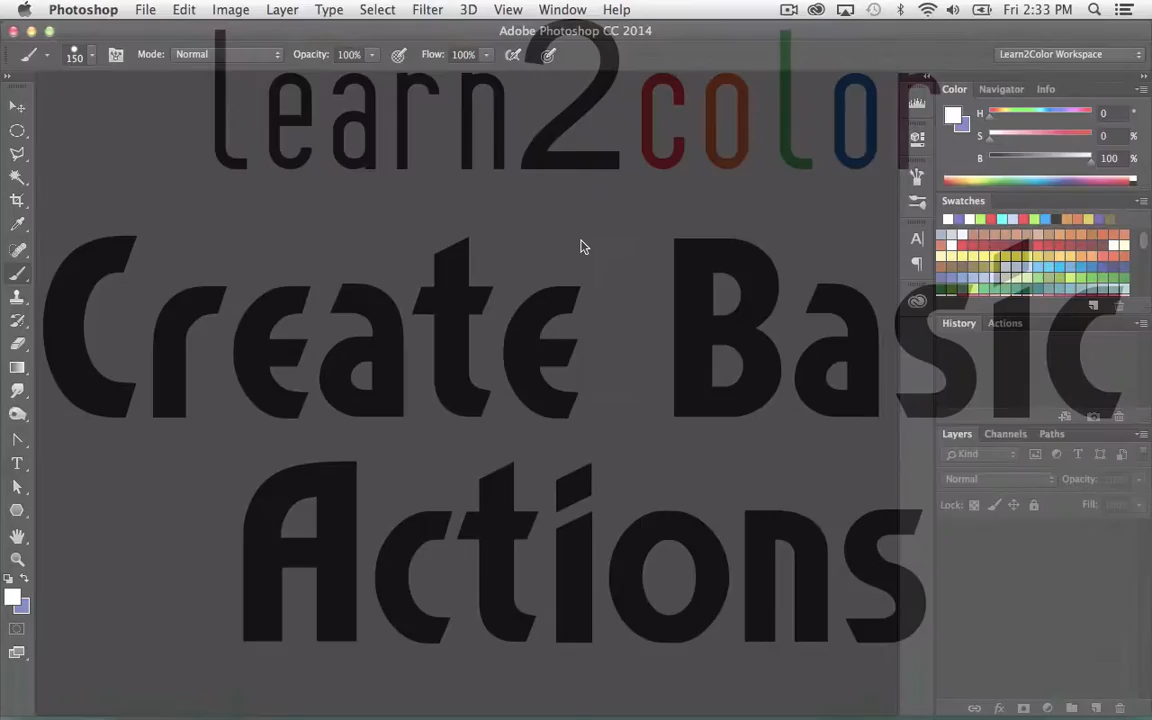 Photoshop File Edit Image Layer Type Select Filter 3D View Window Help Fri 2:33 PM
Adobe Photoshop CC 2014
150 Mode: Normal Opacity: 100% Flow: 100% Learn2Color Workspace
learn2color
Color Navigator Info
H 0 °
S 0 %
B 100 %
Swatches
Create Basic
History Actions
Layers Channels Paths
Kind
Normal Opacity:
Lock: Fill:
Actions